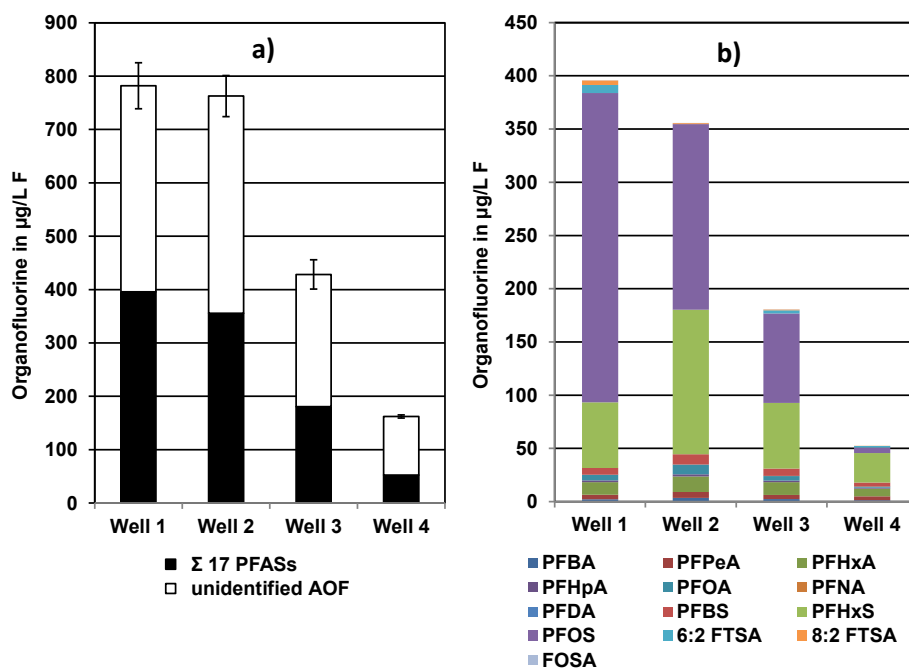 a)
Organofluorine in µg/L F
900
800
700
600
500
400
300
200
100
0
Well 1 Well 2 Well 3 Well 4
Σ 17 PFASs
unidentified AOF
b)
Organofluorine in µg/L F
450
400
350
300
250
200
150
100
50
0
Well 1 Well 2 Well 3 Well 4
PFBA PFPeA PFHxA
PFHpA PFOA PFNA
PFDA PFBS PFHxS
PFOS 6:2 FTSA 8:2 FTSA
FOSA